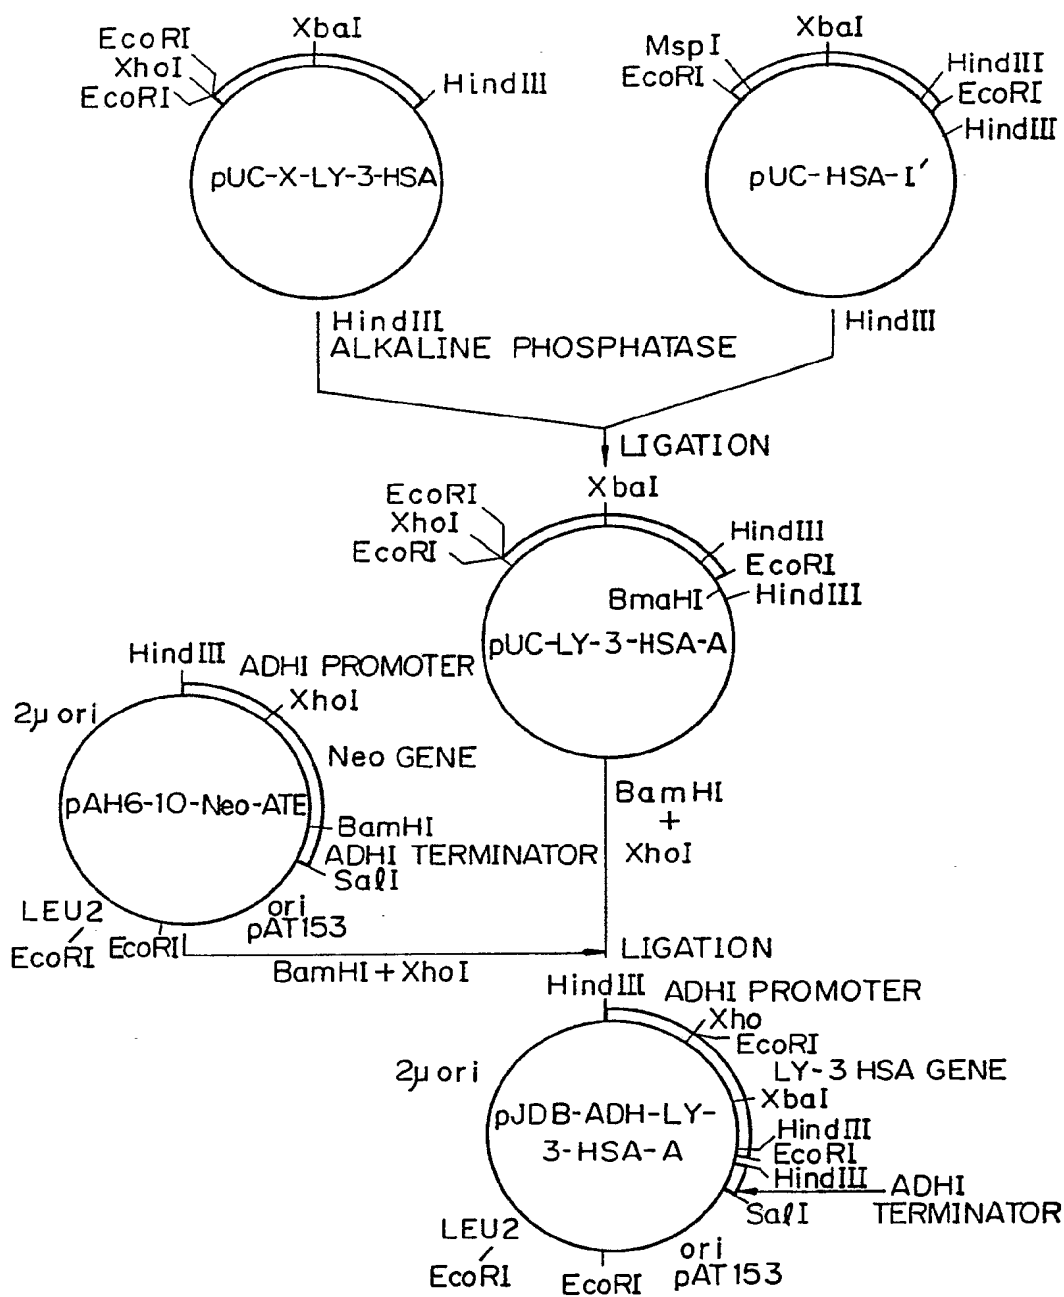 EcoRI
XhoI
EcoRI
XbaI
HindIII
pUC-X-LY-3-HSA
MspI
EcoRI
XbaI
HindIII
EcoRI
HindIII
pUC-HSA-I′
HindIII
ALKALINE PHOSPHATASE
HindIII
LIGATION
EcoRI
XhoI
EcoRI
XbaI
HindIII
EcoRI
BmaHI
HindIII
pUC-LY-3-HSA-A
HindIII
ADHI PROMOTER
XhoI
2μ ori
Neo GENE
pAH6-10-Neo-ATE
BamHI
ADHI TERMINATOR
SalI
LEU2
EcoRI
EcoRI
ori
pAT153
BamHI
+
XhoI
BamHI + XhoI
LIGATION
HindIII
ADHI PROMOTER
Xho
EcoRI
LY-3 HSA GENE
2μ ori
XbaI
pJDB-ADH-LY-
3-HSA-A
HindIII
EcoRI
HindIII
ADHI
TERMINATOR
SalI
LEU2
EcoRI
EcoRI
ori
pAT153